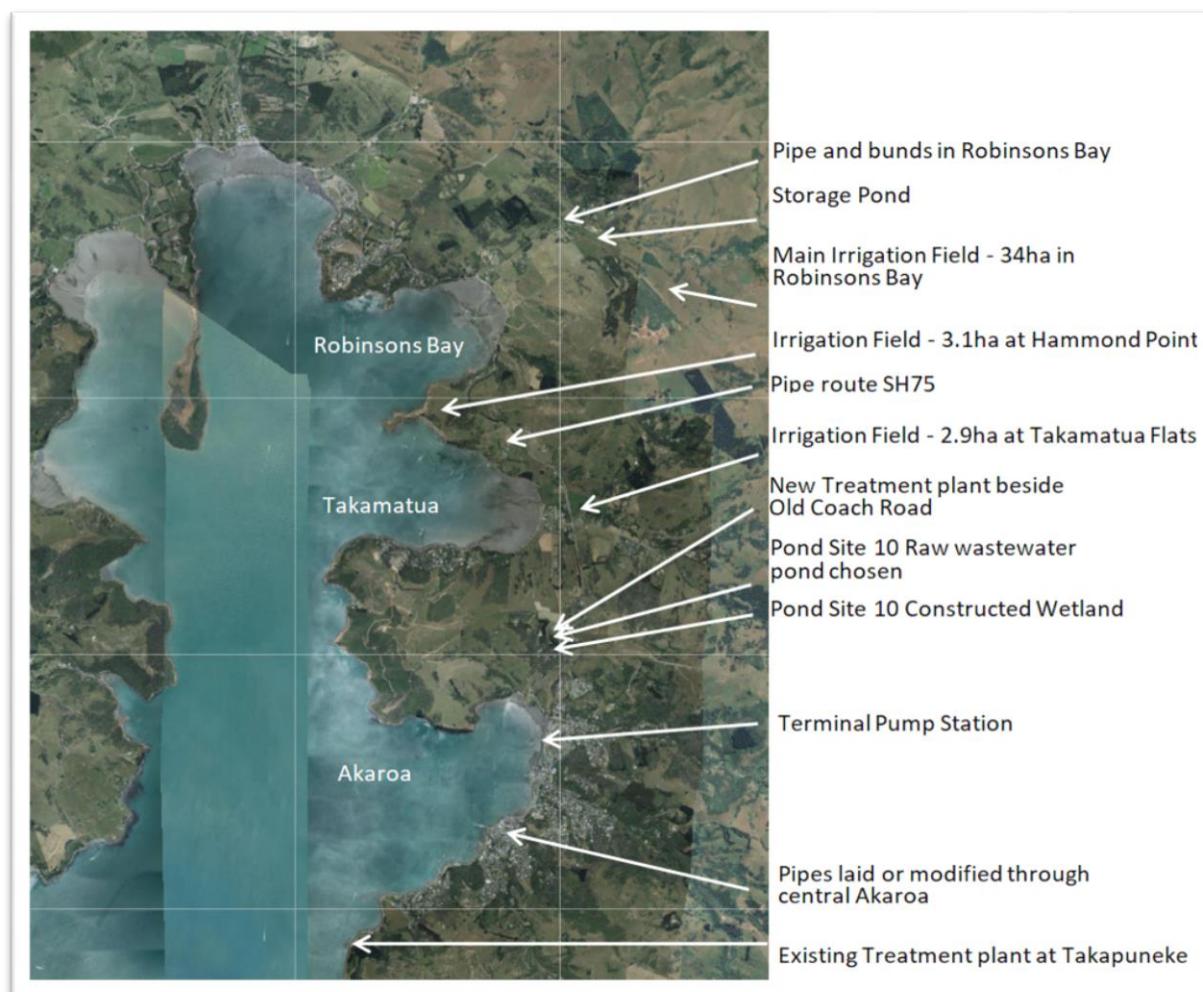 Pipe and bunds in Robinsons Bay
Storage Pond
Main Irrigation Field - 34ha in
Robinsons Bay
Irrigation Field - 3.1ha at Hammond Point
Pipe route SH75
Irrigation Field - 2.9ha at Takamatua Flats
New Treatment plant beside
Old Coach Road
Pond Site 10 Raw wastewater
pond chosen
Pond Site 10 Constructed Wetland
Terminal Pump Station
Pipes laid or modified through
central Akaroa
Existing Treatment plant at Takapuneke
Robinsons Bay
Takamatua
Akaroa